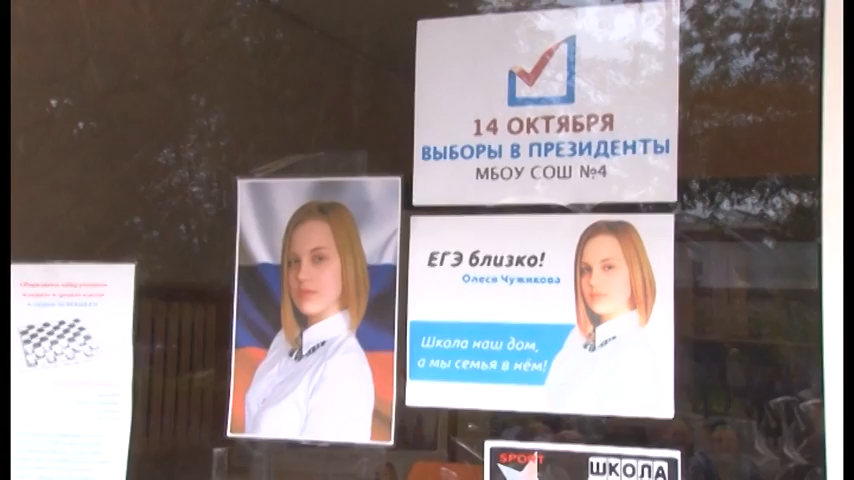 14 ОКТЯБРЯ
ВЫБОРЫ В ПРЕЗИДЕНТЫ
МБОУ СОШ №4
ЕГЭ близко!
Олеся Чужикова
Школа наш дом,
а мы семья в нём!
SPORT
ШКОЛА